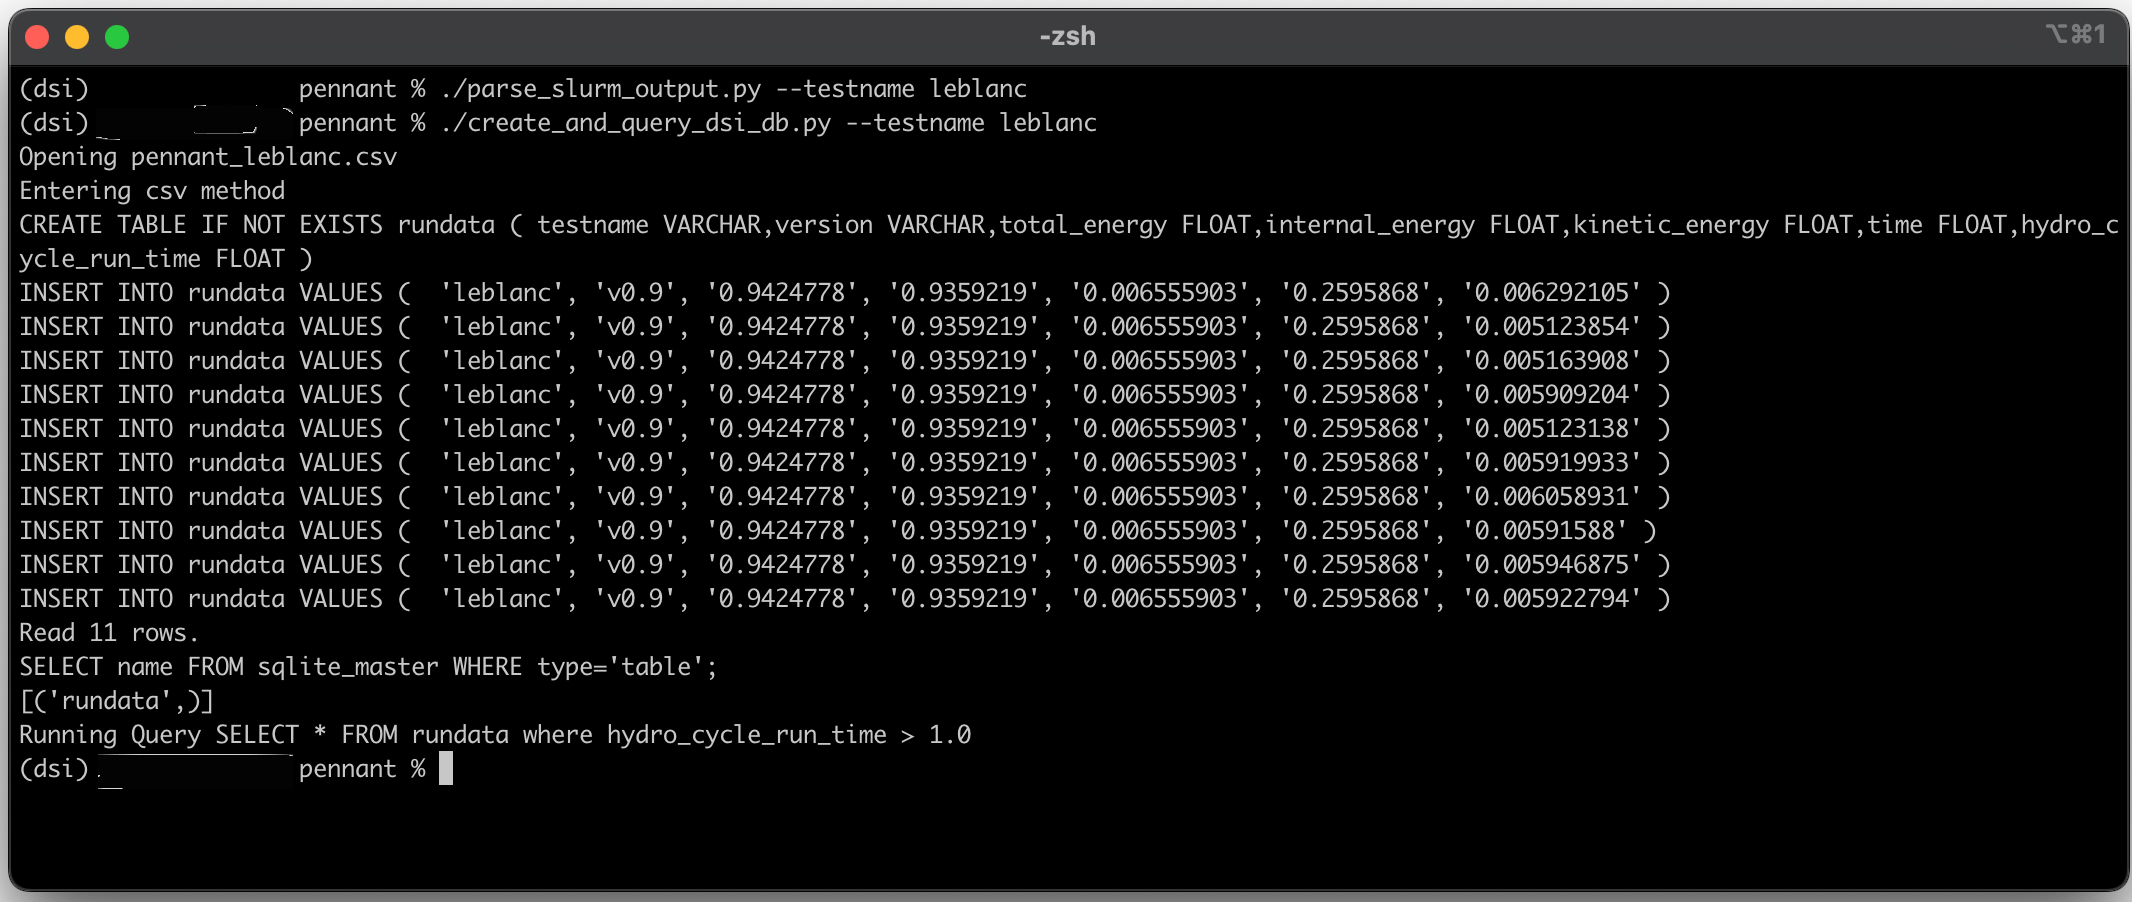 -zsh
⌥⌘1
(dsi) pennant % ./parse_slurm_output.py --testname leblanc
(dsi) pennant % ./create_and_query_dsi_db.py --testname leblanc
Opening pennant_leblanc.csv
Entering csv method
CREATE TABLE IF NOT EXISTS rundata ( testname VARCHAR,version VARCHAR,total_energy FLOAT,internal_energy FLOAT,kinetic_energy FLOAT,time FLOAT,hydro_c
ycle_run_time FLOAT )
INSERT INTO rundata VALUES (  'leblanc', 'v0.9', '0.9424778', '0.9359219', '0.006555903', '0.2595868', '0.006292105' )
INSERT INTO rundata VALUES (  'leblanc', 'v0.9', '0.9424778', '0.9359219', '0.006555903', '0.2595868', '0.005123854' )
INSERT INTO rundata VALUES (  'leblanc', 'v0.9', '0.9424778', '0.9359219', '0.006555903', '0.2595868', '0.005163908' )
INSERT INTO rundata VALUES (  'leblanc', 'v0.9', '0.9424778', '0.9359219', '0.006555903', '0.2595868', '0.005909204' )
INSERT INTO rundata VALUES (  'leblanc', 'v0.9', '0.9424778', '0.9359219', '0.006555903', '0.2595868', '0.005123138' )
INSERT INTO rundata VALUES (  'leblanc', 'v0.9', '0.9424778', '0.9359219', '0.006555903', '0.2595868', '0.005919933' )
INSERT INTO rundata VALUES (  'leblanc', 'v0.9', '0.9424778', '0.9359219', '0.006555903', '0.2595868', '0.006058931' )
INSERT INTO rundata VALUES (  'leblanc', 'v0.9', '0.9424778', '0.9359219', '0.006555903', '0.2595868', '0.00591588' )
INSERT INTO rundata VALUES (  'leblanc', 'v0.9', '0.9424778', '0.9359219', '0.006555903', '0.2595868', '0.005946875' )
INSERT INTO rundata VALUES (  'leblanc', 'v0.9', '0.9424778', '0.9359219', '0.006555903', '0.2595868', '0.005922794' )
Read 11 rows.
SELECT name FROM sqlite_master WHERE type='table';
[('rundata',)]
Running Query SELECT * FROM rundata where hydro_cycle_run_time > 1.0
(dsi) pennant %